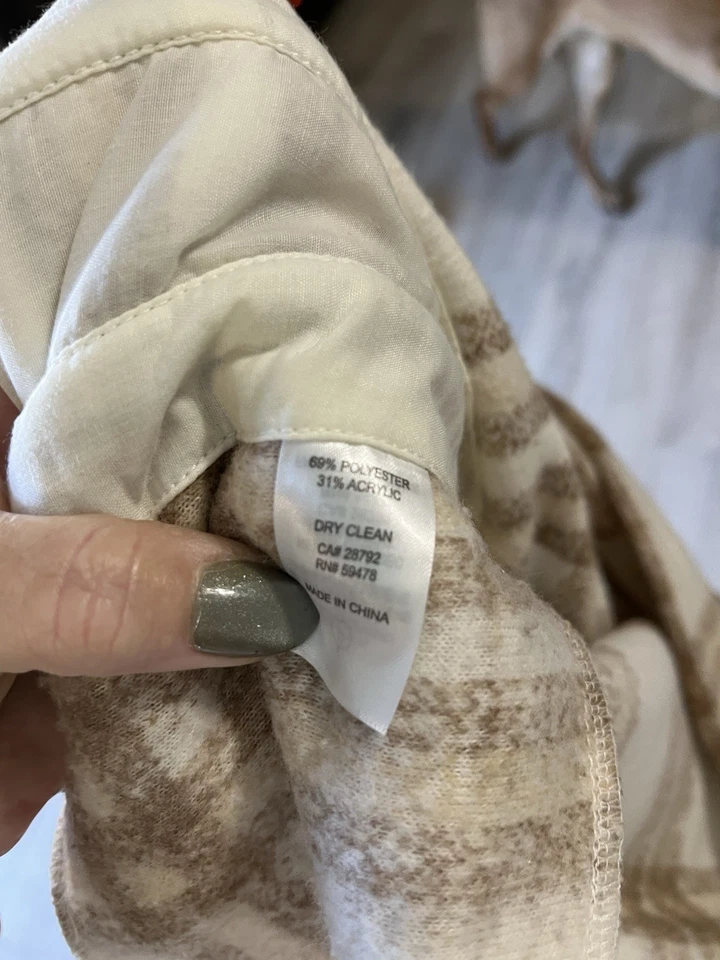 69% POLYESTER
31% ACRYLIC
DRY CLEAN
CA# 28792
RN# 59478
MADE IN CHINA